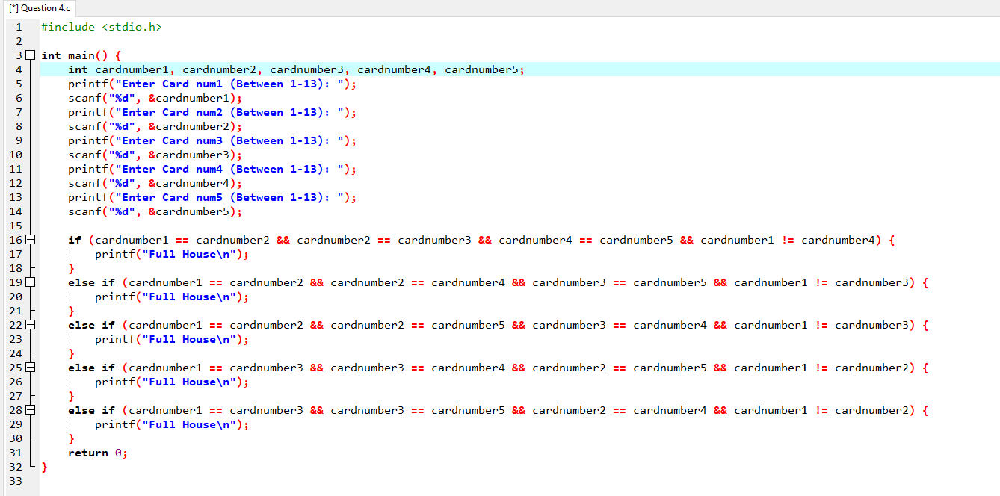 [*] Question 4.c
1 #include <stdio.h>
2
3 int main() {
4 int cardnumber1, cardnumber2, cardnumber3, cardnumber4, cardnumber5;
5 printf("Enter Card num1 (Between 1-13): ");
6 scanf("%d", &cardnumber1);
7 printf("Enter Card num2 (Between 1-13): ");
8 scanf("%d", &cardnumber2);
9 printf("Enter Card num3 (Between 1-13): ");
10 scanf("%d", &cardnumber3);
11 printf("Enter Card num4 (Between 1-13): ");
12 scanf("%d", &cardnumber4);
13 printf("Enter Card num5 (Between 1-13): ");
14 scanf("%d", &cardnumber5);
15
16 if (cardnumber1 == cardnumber2 && cardnumber2 == cardnumber3 && cardnumber4 == cardnumber5 && cardnumber1 != cardnumber4) {
17 printf("Full House\n");
18 }
19 else if (cardnumber1 == cardnumber2 && cardnumber2 == cardnumber4 && cardnumber3 == cardnumber5 && cardnumber1 != cardnumber3) {
20 printf("Full House\n");
21 }
22 else if (cardnumber1 == cardnumber2 && cardnumber2 == cardnumber5 && cardnumber3 == cardnumber4 && cardnumber1 != cardnumber3) {
23 printf("Full House\n");
24 }
25 else if (cardnumber1 == cardnumber3 && cardnumber3 == cardnumber4 && cardnumber2 == cardnumber5 && cardnumber1 != cardnumber2) {
26 printf("Full House\n");
27 }
28 else if (cardnumber1 == cardnumber3 && cardnumber3 == cardnumber5 && cardnumber2 == cardnumber4 && cardnumber1 != cardnumber2) {
29 printf("Full House\n");
30 }
31 return 0;
32 }
33